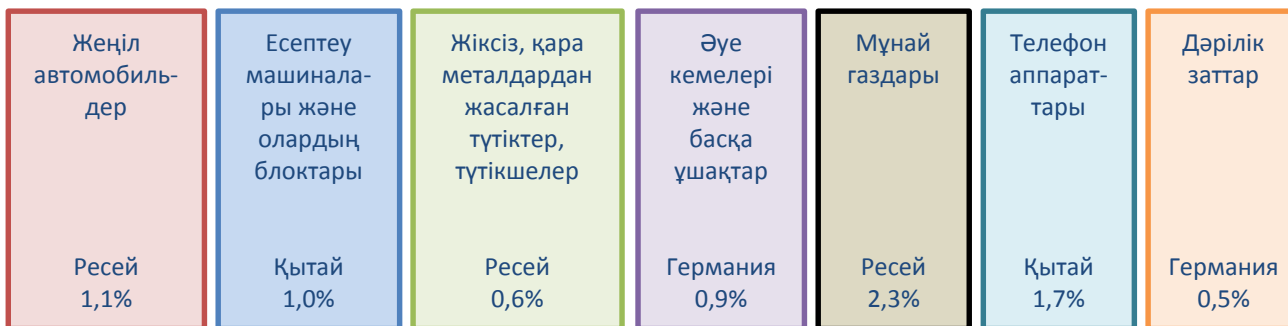 Жеңіл
автомобиль-
дер
Ресей
1,1%
Есептеу
машинала-
ры және
олардың
блоктары
Қытай
1,0%
Жіксіз, қара
металдардан
жасалған
түтіктер,
түтікшелер
Ресей
0,6%
Әуе
кемелері
және
басқа
ұшақтар
Германия
0,9%
Мұнай
газдары
Ресей
2,3%
Телефон
аппарат-
тары
Қытай
1,7%
Дәрілік
заттар
Германия
0,5%